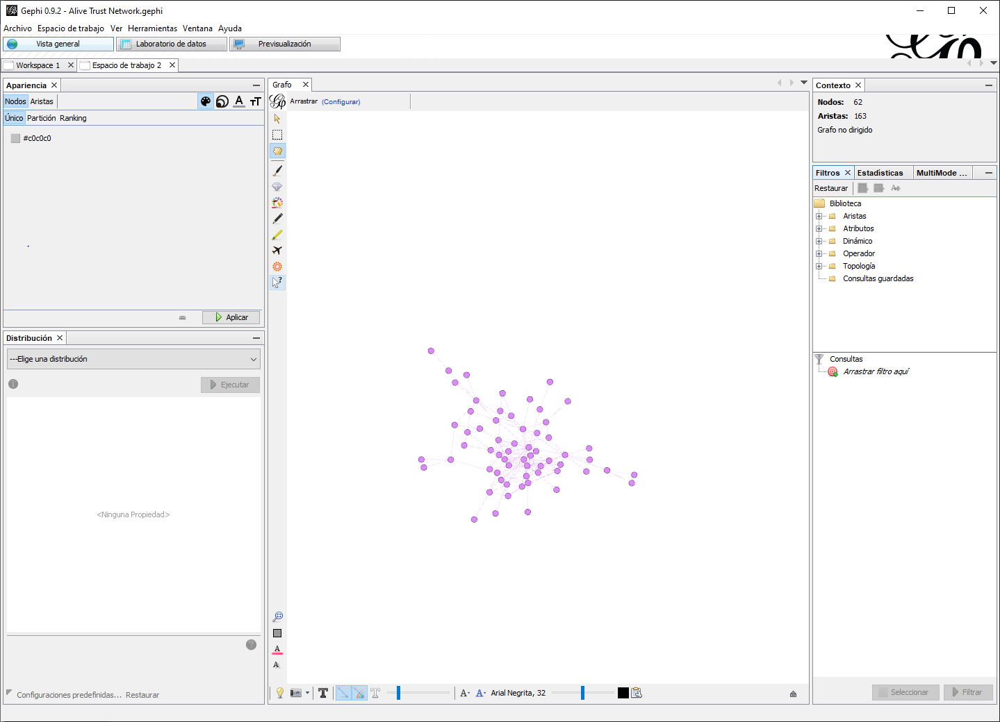 Gephi 0.9.2 - Alive Trust Network.gephi
Archivo Espacio de trabajo Ver Herramientas Ventana Ayuda
Vista general Laboratorio de datos Previsualización
Workspace 1 Espacio de trabajo 2
Apariencia
Nodos Aristas
Único Partición Ranking
#c0c0c0
Aplicar
Distribución
---Elige una distribución
Ejecutar
<Ninguna Propiedad>
Configuraciones predefinidas... Restaurar
Grafo
Arrastrar (Configurar)
Arial Negrita, 32
Contexto
Nodos: 62
Aristas: 163
Grafo no dirigido
Filtros Estadísticas MultiMode ...
Restaurar
Biblioteca
Aristas
Atributos
Dinámico
Operador
Topología
Consultas guardadas
Consultas
Arrastrar filtro aquí
Seleccionar Filtrar